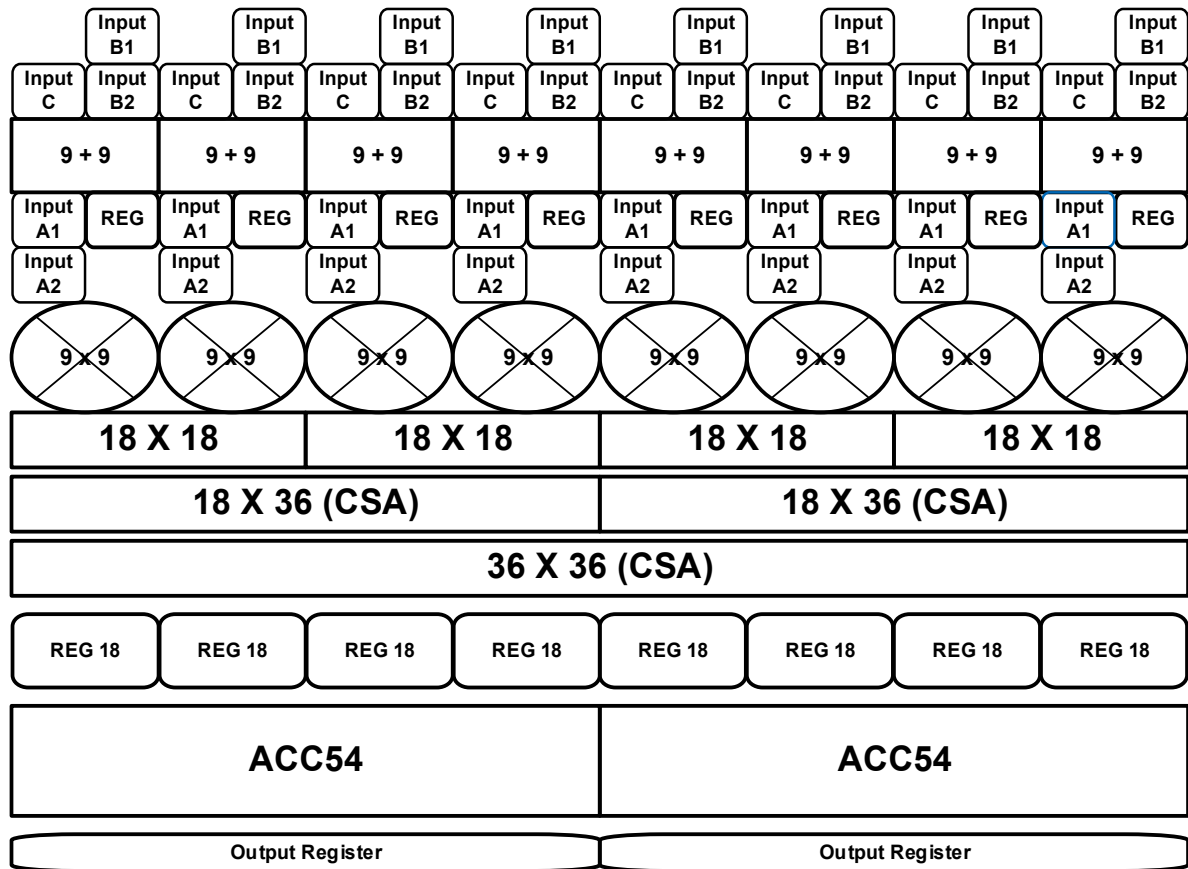 Input B1 Input B1 Input B1 Input B1 Input B1 Input B1 Input B1 Input B1
Input C Input B2 Input C Input B2 Input C Input B2 Input C Input B2 Input C Input B2 Input C Input B2 Input C Input B2 Input C Input B2
9 + 9 9 + 9 9 + 9 9 + 9 9 + 9 9 + 9 9 + 9 9 + 9
Input A1 REG Input A1 REG Input A1 REG Input A1 REG Input A1 REG Input A1 REG Input A1 REG Input A1 REG
Input A2 Input A2 Input A2 Input A2 Input A2 Input A2 Input A2 Input A2
9 x 9 9 x 9 9 x 9 9 x 9 9 x 9 9 x 9 9 x 9 9 x 9
18 X 18 18 X 18 18 X 18 18 X 18
18 X 36 (CSA) 18 X 36 (CSA)
36 X 36 (CSA)
REG 18 REG 18 REG 18 REG 18 REG 18 REG 18 REG 18 REG 18
ACC54 ACC54
Output Register Output Register